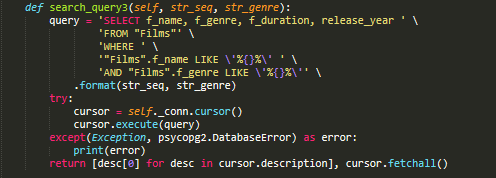 def search_query3(self, str_seq, str_genre):
    query = 'SELECT f_name, f_genre, f_duration, release_year ' \
            'FROM "Films"' \
            'WHERE ' \
            '"Films".f_name LIKE \'%{}%\' ' \
            'AND "Films".f_genre LIKE \'%{}%\'' \
        .format(str_seq, str_genre)
    try:
        cursor = self._conn.cursor()
        cursor.execute(query)
    except(Exception, psycopg2.DatabaseError) as error:
        print(error)
    return [desc[0] for desc in cursor.description], cursor.fetchall()